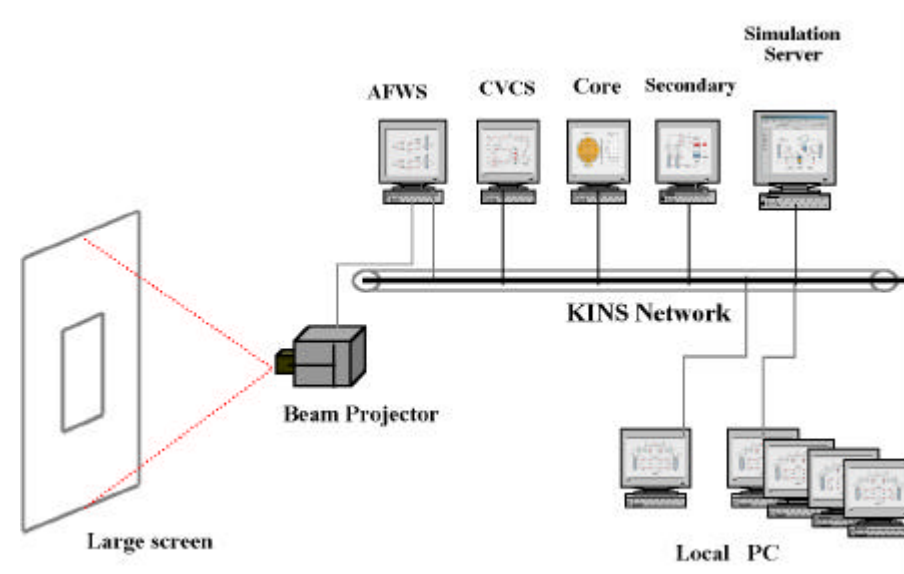 Simulation
Server
AFWS CVCS Core Secondary
KINS Network
Beam Projector
Large screen
Local PC